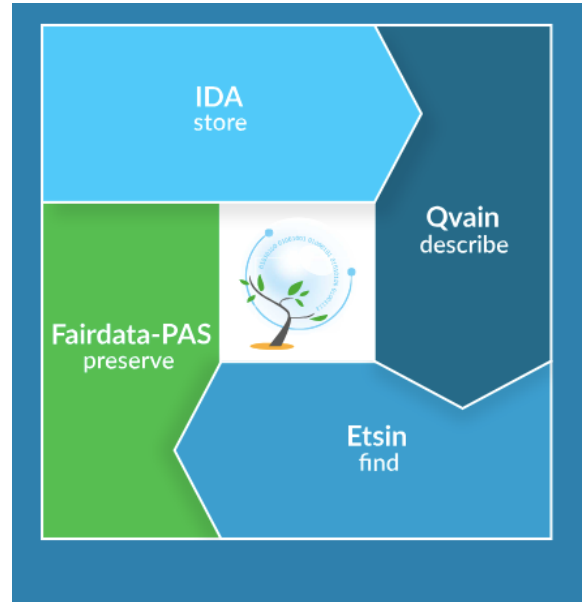 IDA
store
Qvain
describe
Fairdata-PAS
preserve
Etsin
find